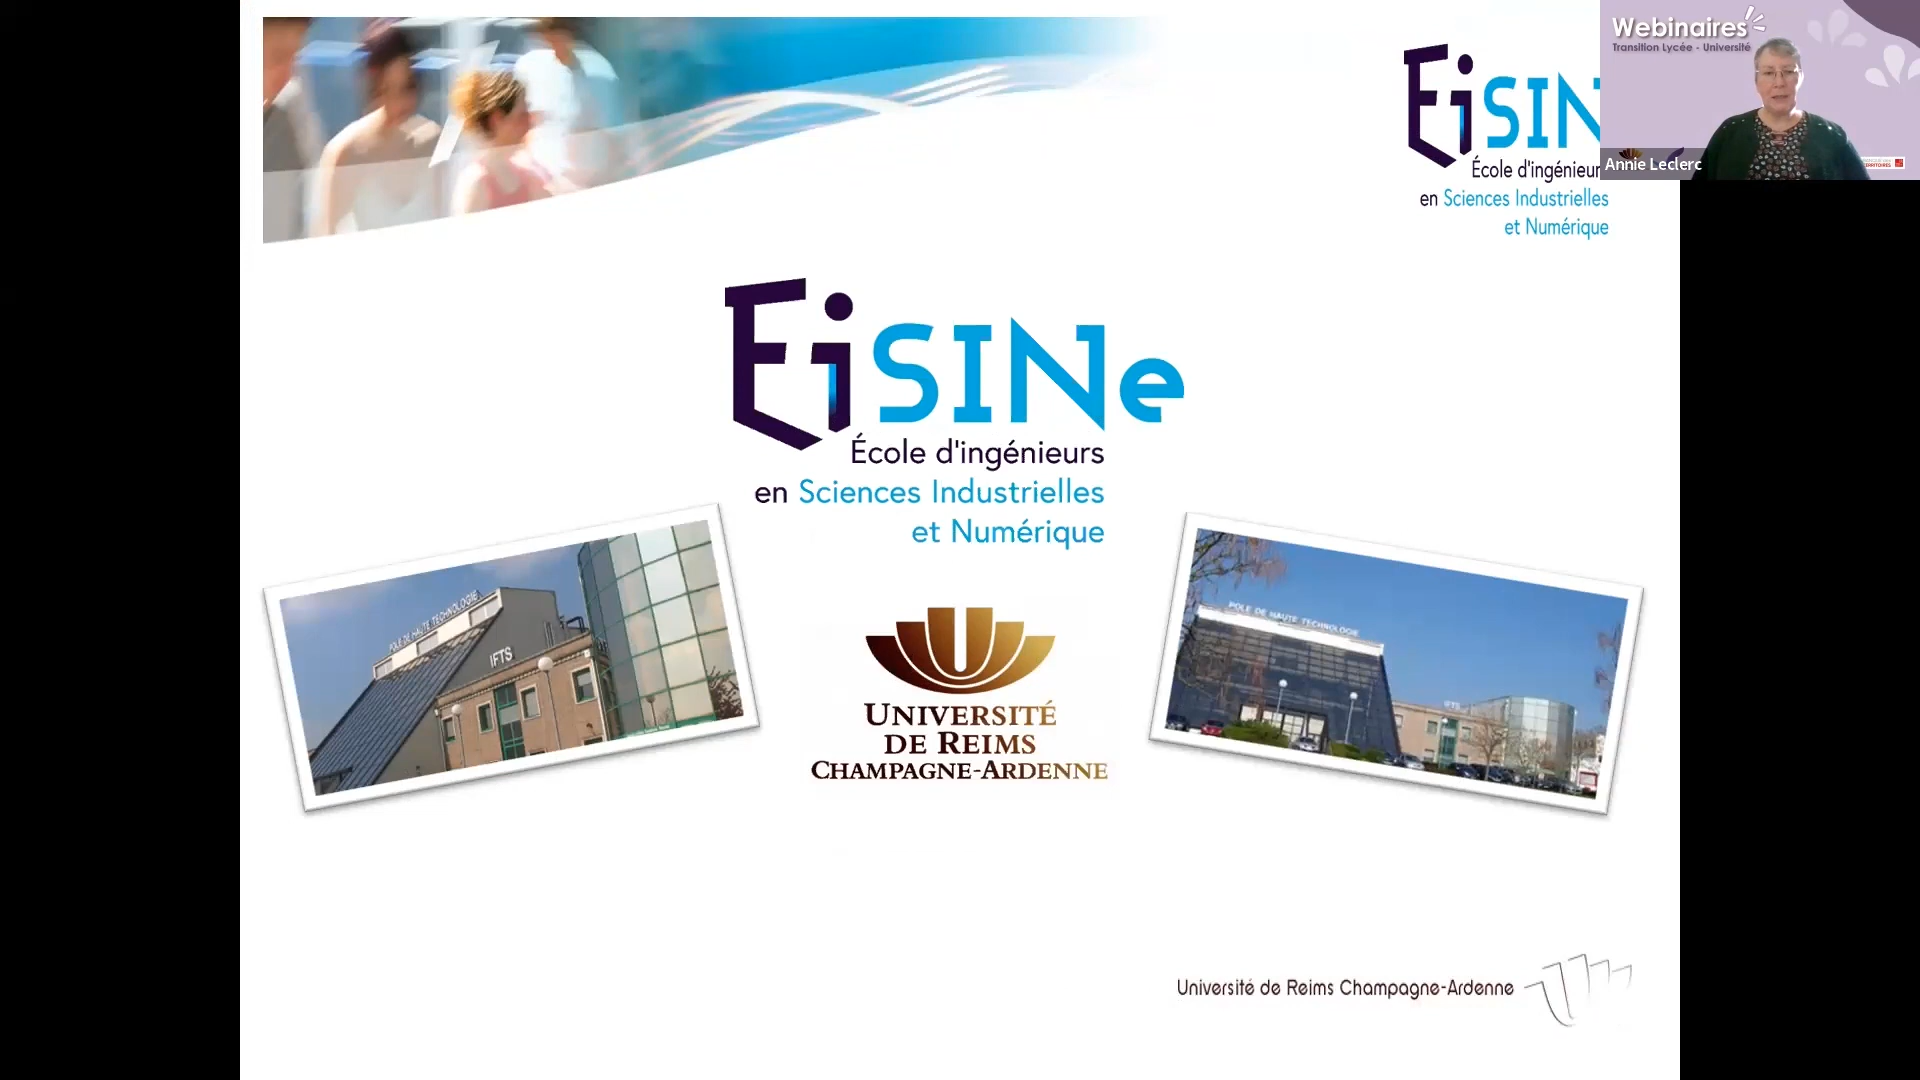 Webinaires
Transition Lycée - Université
Annie Leclerc
EiSIN
École d'ingénieur
en Sciences Industrielles
et Numérique
EiSINe
École d'ingénieurs
en Sciences Industrielles
et Numérique
PÔLE DE HAUTE TECHNOLOGIE
IFTS
PÔLE DE HAUTE TECHNOLOGIE
IFTS
UNIVERSITÉ
DE REIMS
CHAMPAGNE-ARDENNE
Université de Reims Champagne-Ardenne